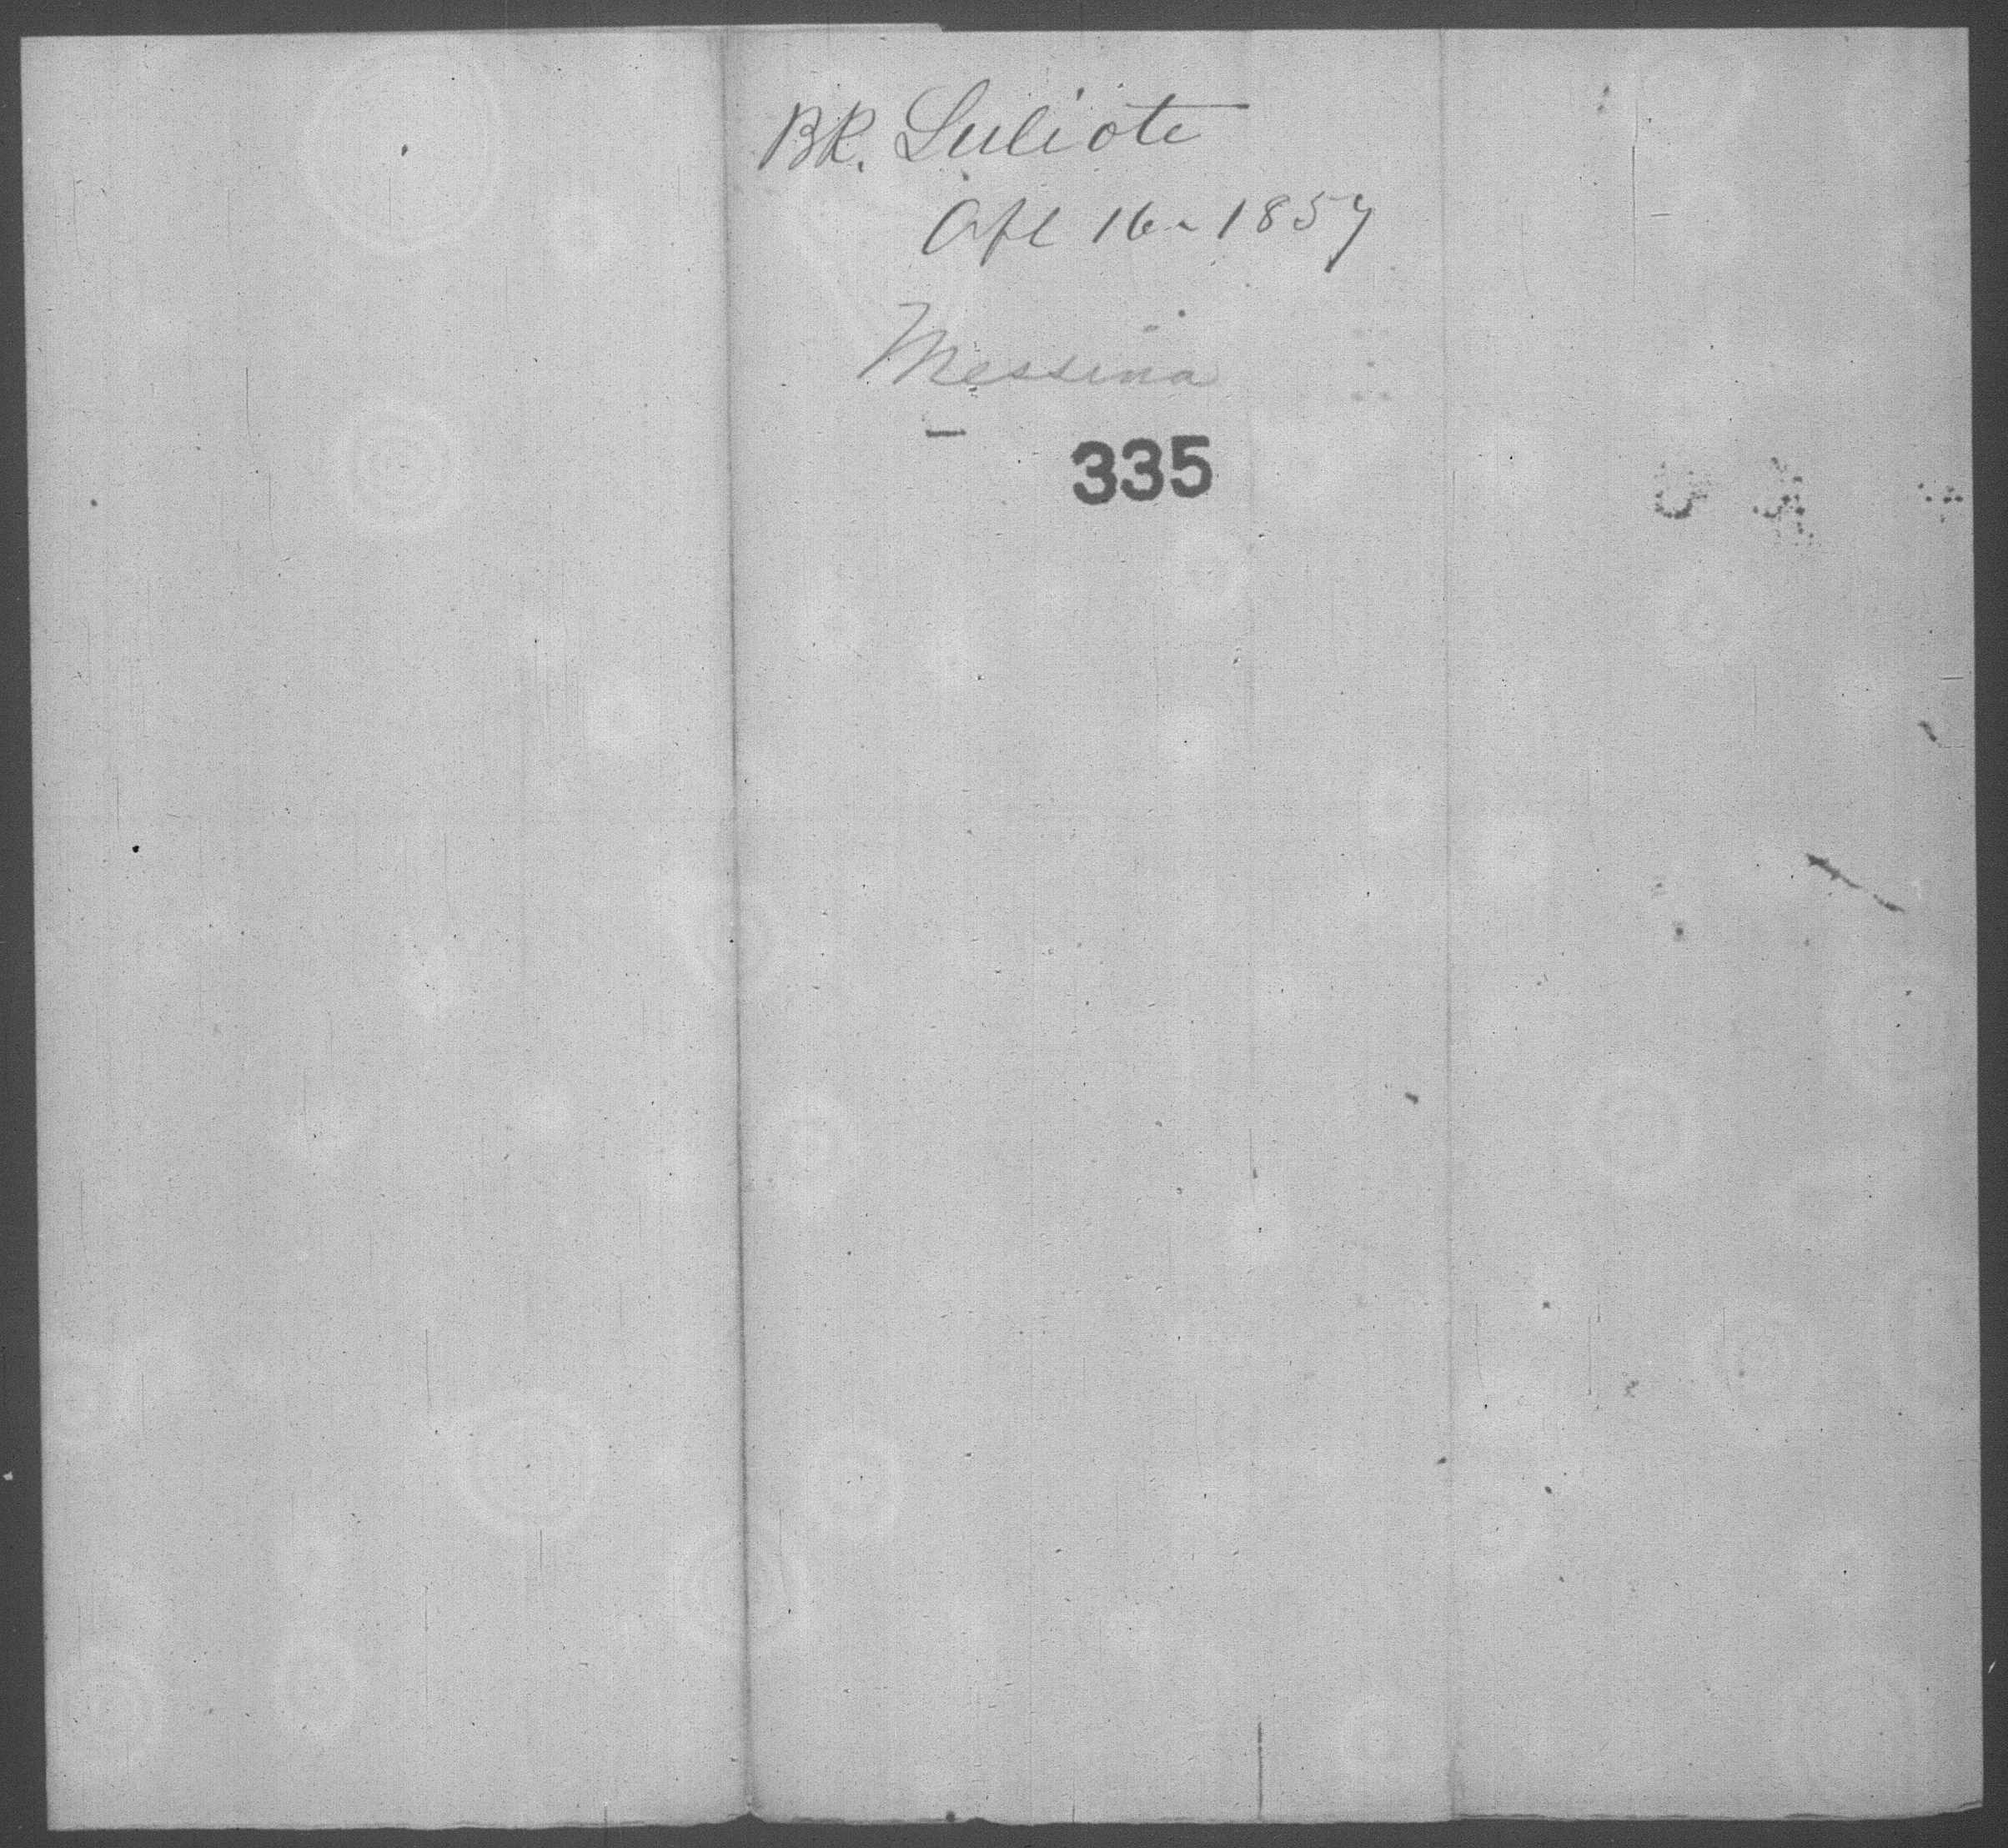 BK. Suliote
Apl 16 - 1857
Messina
335